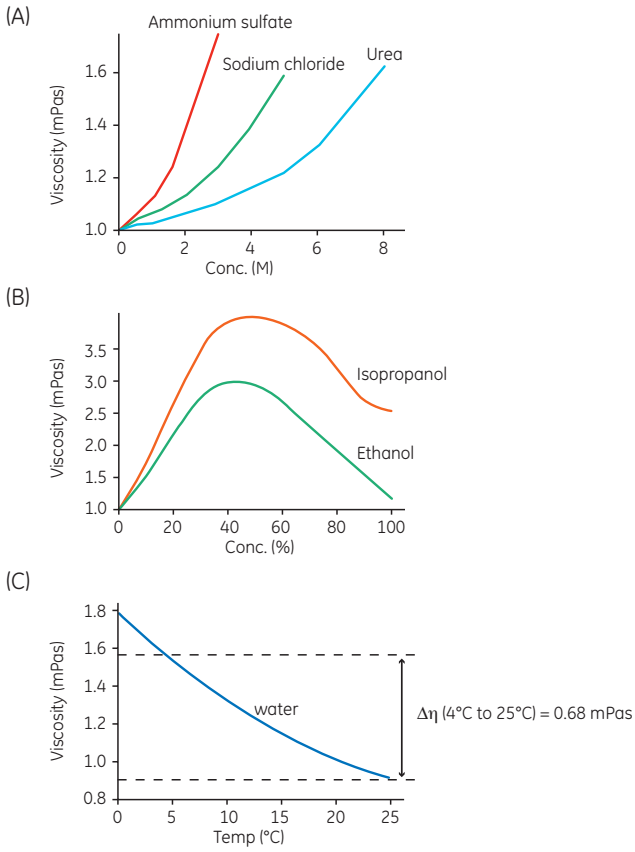 (A)
Ammonium sulfate
Sodium chloride
Urea
Viscosity (mPas)
1.6
1.4
1.2
1.0
0
2
4
6
8
Conc. (M)
(B)
Viscosity (mPas)
3.5
3.0
2.5
2.0
1.5
1.0
Isopropanol
Ethanol
0
20
40
60
80
100
Conc. (%)
(C)
Viscosity (mPas)
1.8
1.6
1.4
1.2
1.0
0.8
water
Δη (4°C to 25°C) = 0.68 mPas
0
5
10
15
20
25
Temp (°C)